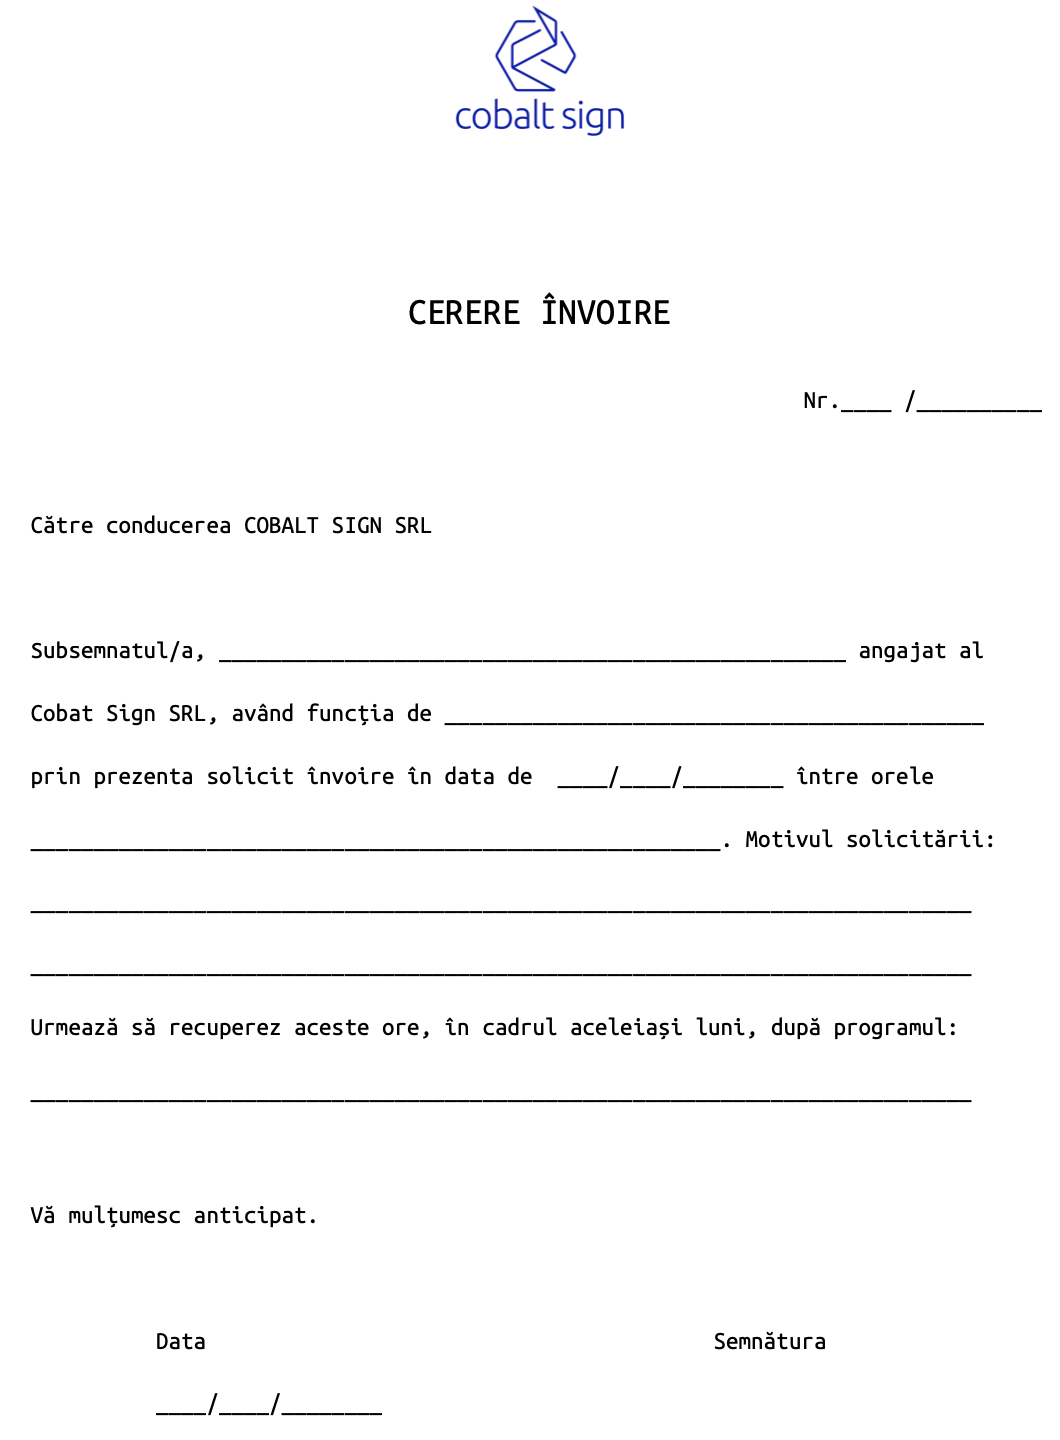 cobalt sign
CERERE ÎNVOIRE
Nr.____ /__________
Către conducerea COBALT SIGN SRL
Subsemnatul/a, __________________________________________________ angajat al
Cobat Sign SRL, având funcția de ___________________________________________
prin prezenta solicit învoire în data de  ____/____/________ între orele
_______________________________________________________. Motivul solicitării:
___________________________________________________________________________
___________________________________________________________________________
Urmează să recuperez aceste ore, în cadrul aceleiași luni, după programul:
___________________________________________________________________________
Vă mulțumesc anticipat.
Data Semnătura
____/____/________